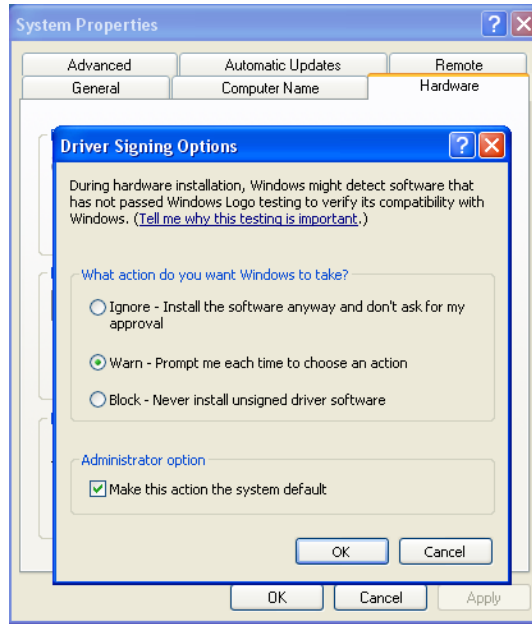 System Properties
Advanced
Automatic Updates
Remote
General
Computer Name
Hardware
Driver Signing Options
During hardware installation, Windows might detect software that
has not passed Windows Logo testing to verify its compatibility with
Windows. (Tell me why this testing is important.)
What action do you want Windows to take?
Ignore - Install the software anyway and don't ask for my
approval
Warn - Prompt me each time to choose an action
Block - Never install unsigned driver software
Administrator option
Make this action the system default
OK
Cancel
OK
Cancel
Apply